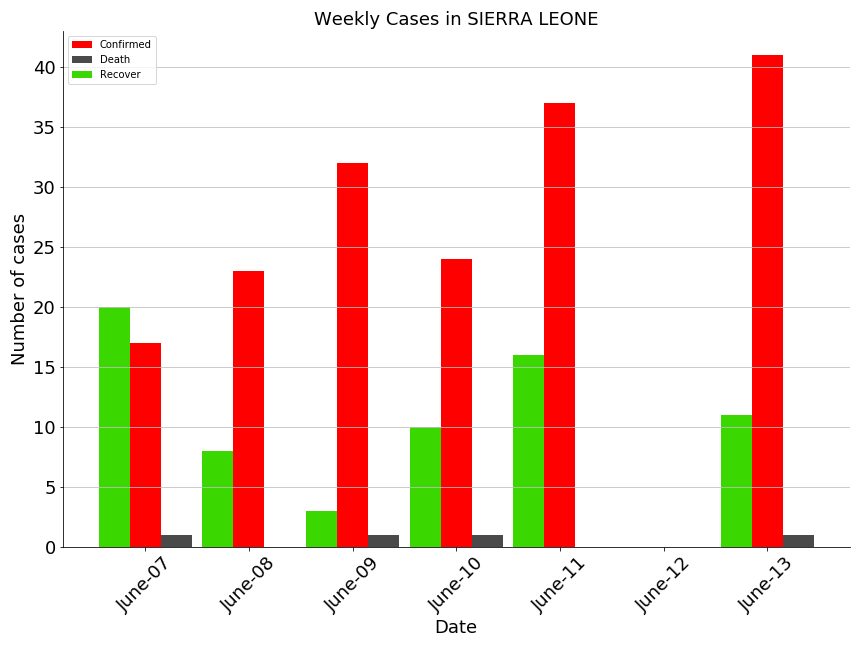 Weekly Cases in SIERRA LEONE
Confirmed
Death
Recover
Number of cases
40
35
30
25
20
15
10
5
0
June-07
June-08
June-09
June-10
June-11
June-12
June-13
Date